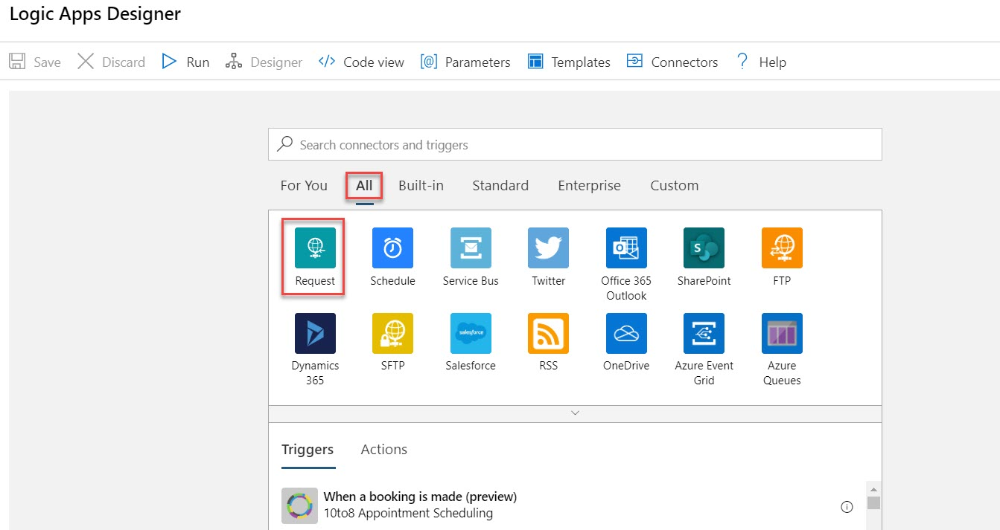 Logic Apps Designer
Save Discard Run Designer Code view Parameters Templates Connectors Help
Search connectors and triggers
For You All Built-in Standard Enterprise Custom
Request Schedule Service Bus Twitter Office 365 SharePoint FTP
Outlook
salesforce
Dynamics SFTP Salesforce RSS OneDrive Azure Event Azure
365 Grid Queues
Triggers Actions
When a booking is made (preview)
10to8 Appointment Scheduling